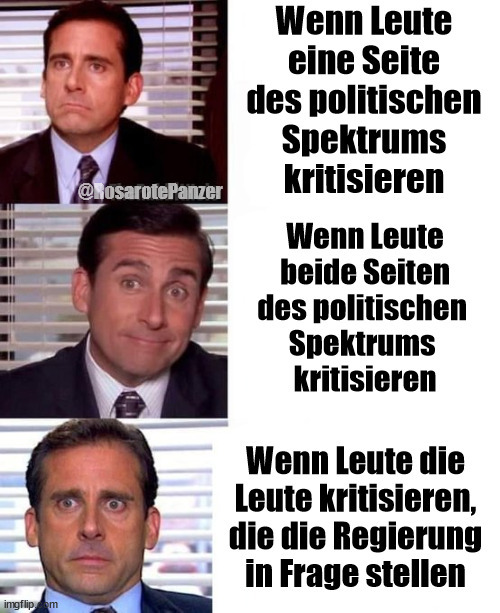 Wenn Leute
eine Seite
des politischen
Spektrums
kritisieren
@RosarotePanzer
Wenn Leute
beide Seiten
des politischen
Spektrums
kritisieren
Wenn Leute die
Leute kritisieren,
die die Regierung
in Frage stellen
imgflip.com